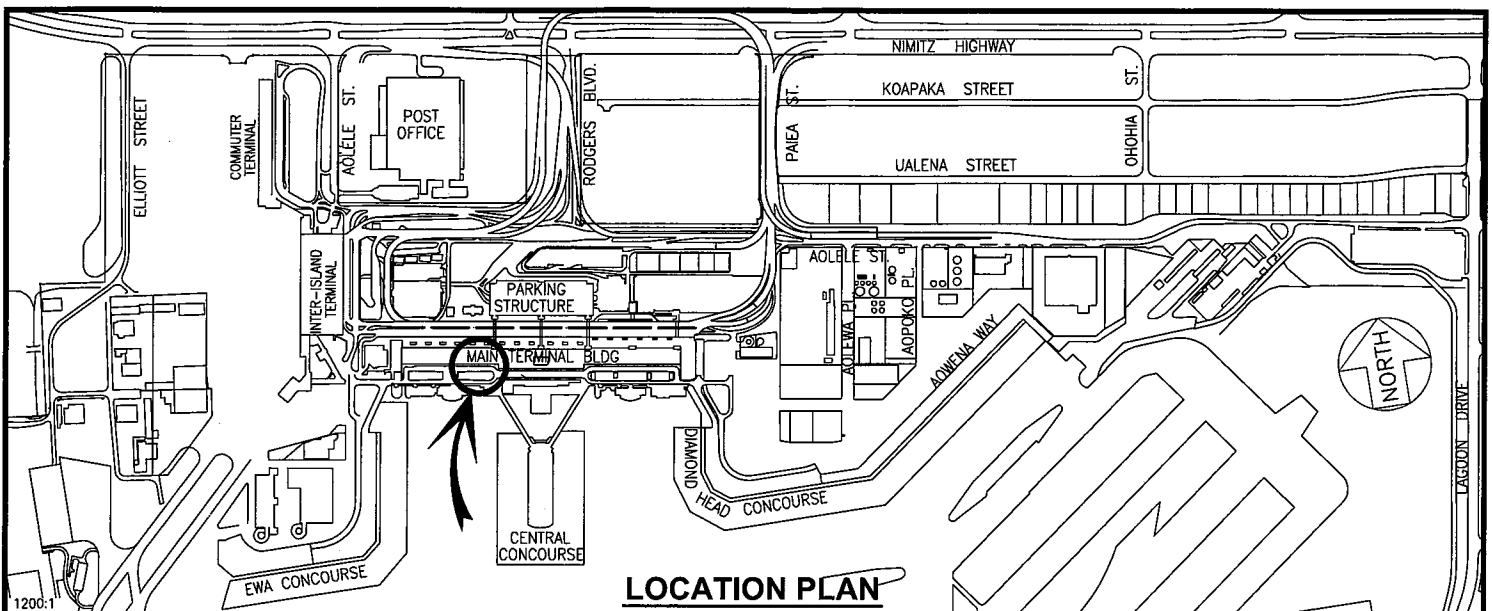 NIMITZ HIGHWAY
KOAPAKA STREET
UALENA STREET
ELLIOTT STREET
COMMUTER
TERMINAL
AOLELE ST.
POST
OFFICE
RODGERS BLVD.
PAIEA ST.
OHOHIA ST.
INTER-ISLAND
TERMINAL
PARKING
STRUCTURE
MAIN TERMINAL BLDG
AOLELE ST.
AOLEWA PL.
AOPOKO PL.
AOWENA WAY
NORTH
LAGOON DRIVE
DIAMOND
HEAD CONCOURSE
CENTRAL
CONCOURSE
EWA CONCOURSE
1200:1
LOCATION PLAN